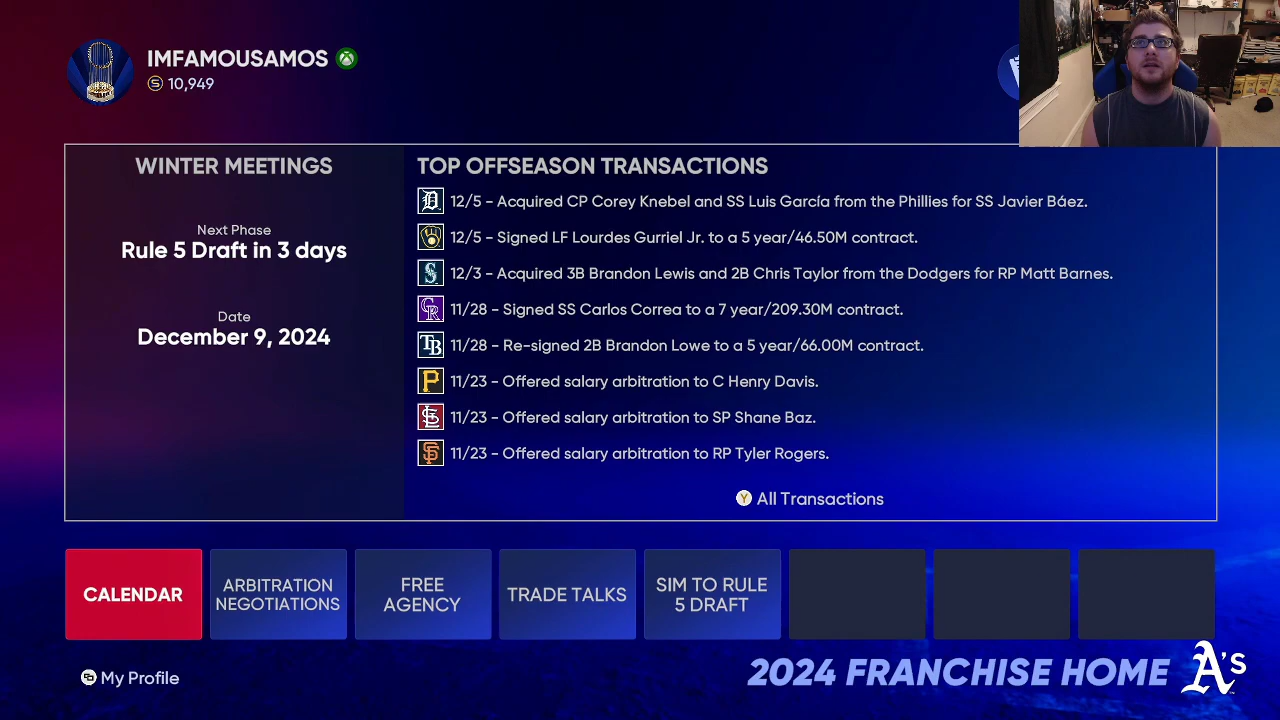 IMFAMOUSAMOS
S 10,949
WINTER MEETINGS
Next Phase
Rule 5 Draft in 3 days
Date
December 9, 2024
TOP OFFSEASON TRANSACTIONS
D 12/5 - Acquired CP Corey Knebel and SS Luis García from the Phillies for SS Javier Báez.
12/5 - Signed LF Lourdes Gurriel Jr. to a 5 year/46.50M contract.
S 12/3 - Acquired 3B Brandon Lewis and 2B Chris Taylor from the Dodgers for RP Matt Barnes.
CR 11/28 - Signed SS Carlos Correa to a 7 year/209.30M contract.
TB 11/28 - Re-signed 2B Brandon Lowe to a 5 year/66.00M contract.
P 11/23 - Offered salary arbitration to C Henry Davis.
STL 11/23 - Offered salary arbitration to SP Shane Baz.
SF 11/23 - Offered salary arbitration to RP Tyler Rogers.
Y All Transactions
CALENDAR
ARBITRATION
NEGOTIATIONS
FREE
AGENCY
TRADE TALKS
SIM TO RULE
5 DRAFT
My Profile
2024 FRANCHISE HOME A's